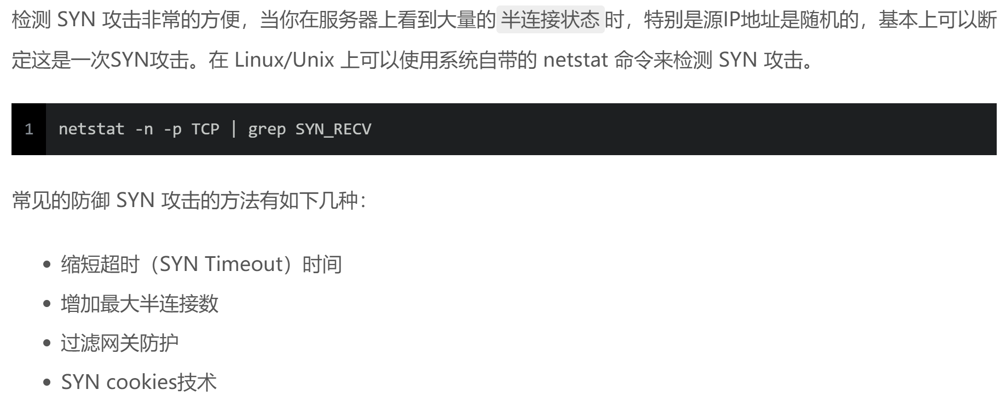 检测 SYN 攻击非常的方便，当你在服务器上看到大量的 半连接状态 时，特别是源IP地址是随机的，基本上可以断
定这是一次SYN攻击。在 Linux/Unix 上可以使用系统自带的 netstat 命令来检测 SYN 攻击。
1 netstat -n -p TCP | grep SYN_RECV
常见的防御 SYN 攻击的方法有如下几种：
• 缩短超时（SYN Timeout）时间
• 增加最大半连接数
• 过滤网关防护
• SYN cookies技术